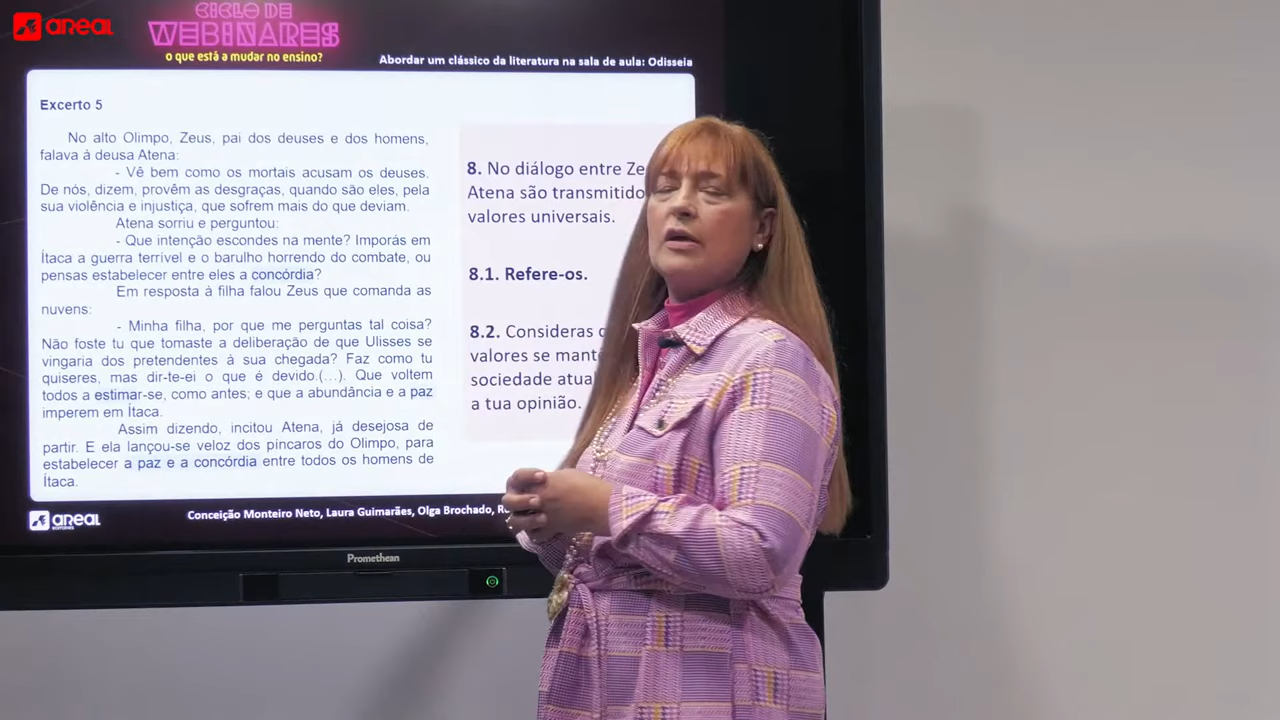 areal
CICLO DE
WEBINARES
o que está a mudar no ensino?
Abordar um clássico da literatura na sala de aula: Odisseia
Excerto 5
No alto Olimpo, Zeus, pai dos deuses e dos homens,
falava à deusa Atena:
- Vê bem como os mortais acusam os deuses.
De nós, dizem, provêm as desgraças, quando são eles, pela
sua violência e injustiça, que sofrem mais do que deviam.
Atena sorriu e perguntou:
- Que intenção escondes na mente? Imporás em
Ítaca a guerra terrível e o barulho horrendo do combate, ou
pensas estabelecer entre eles a concórdia?
Em resposta à filha falou Zeus que comanda as
nuvens:
- Minha filha, por que me perguntas tal coisa?
Não foste tu que tomaste a deliberação de que Ulisses se
vingaria dos pretendentes à sua chegada? Faz como tu
quiseres, mas dir-te-ei o que é devido.(…). Que voltem
todos a estimar-se, como antes; e que a abundância e a paz
imperem em Ítaca.
Assim dizendo, incitou Atena, já desejosa de
partir. E ela lançou-se veloz dos píncaros do Olimpo, para
estabelecer a paz e a concórdia entre todos os homens de
Ítaca.
8. No diálogo entre Ze
Atena são transmitido
valores universais.
8.1. Refere-os.
8.2. Consideras
valores se mant
sociedade atua
a tua opinião.
areal
EDITORES
Conceição Monteiro Neto, Laura Guimarães, Olga Brochado,
Promethean